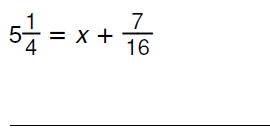 5 1/4 = x + 7/16